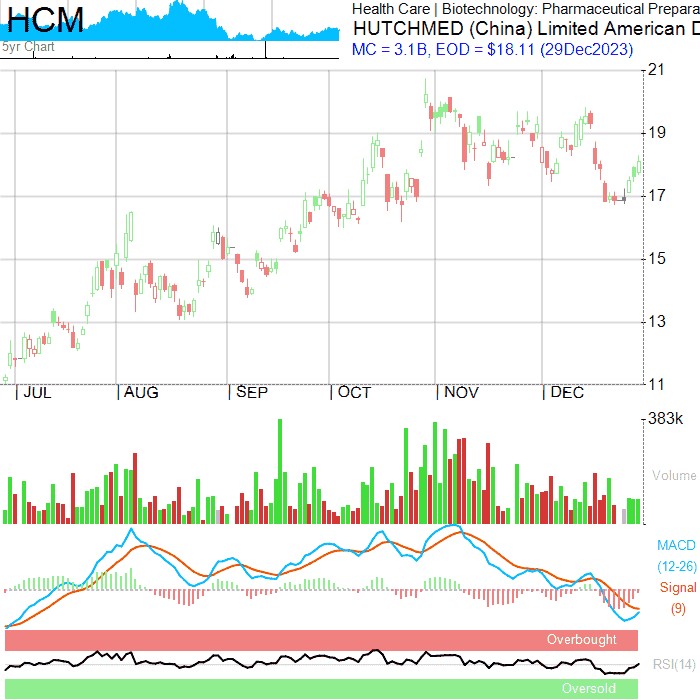 HCM
5yr Chart
Health Care | Biotechnology: Pharmaceutical Prepara
HUTCHMED (China) Limited American D
MC = 3.1B, EOD = $18.11 (29Dec2023)
21
19
17
15
13
11
| JUL | AUG | SEP | OCT | NOV | DEC
383k
Volume
MACD
(12-26)
Signal
(9)
Overbought
RSI(14)
Oversold